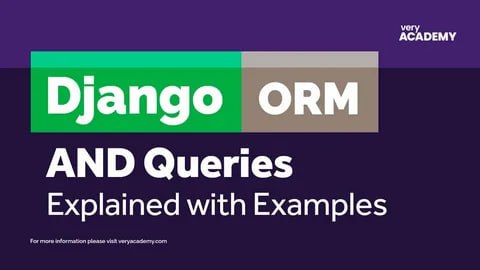 very
ACADEMY
Django ORM
AND Queries
Explained with Examples
For more information please visit veryacademy.com